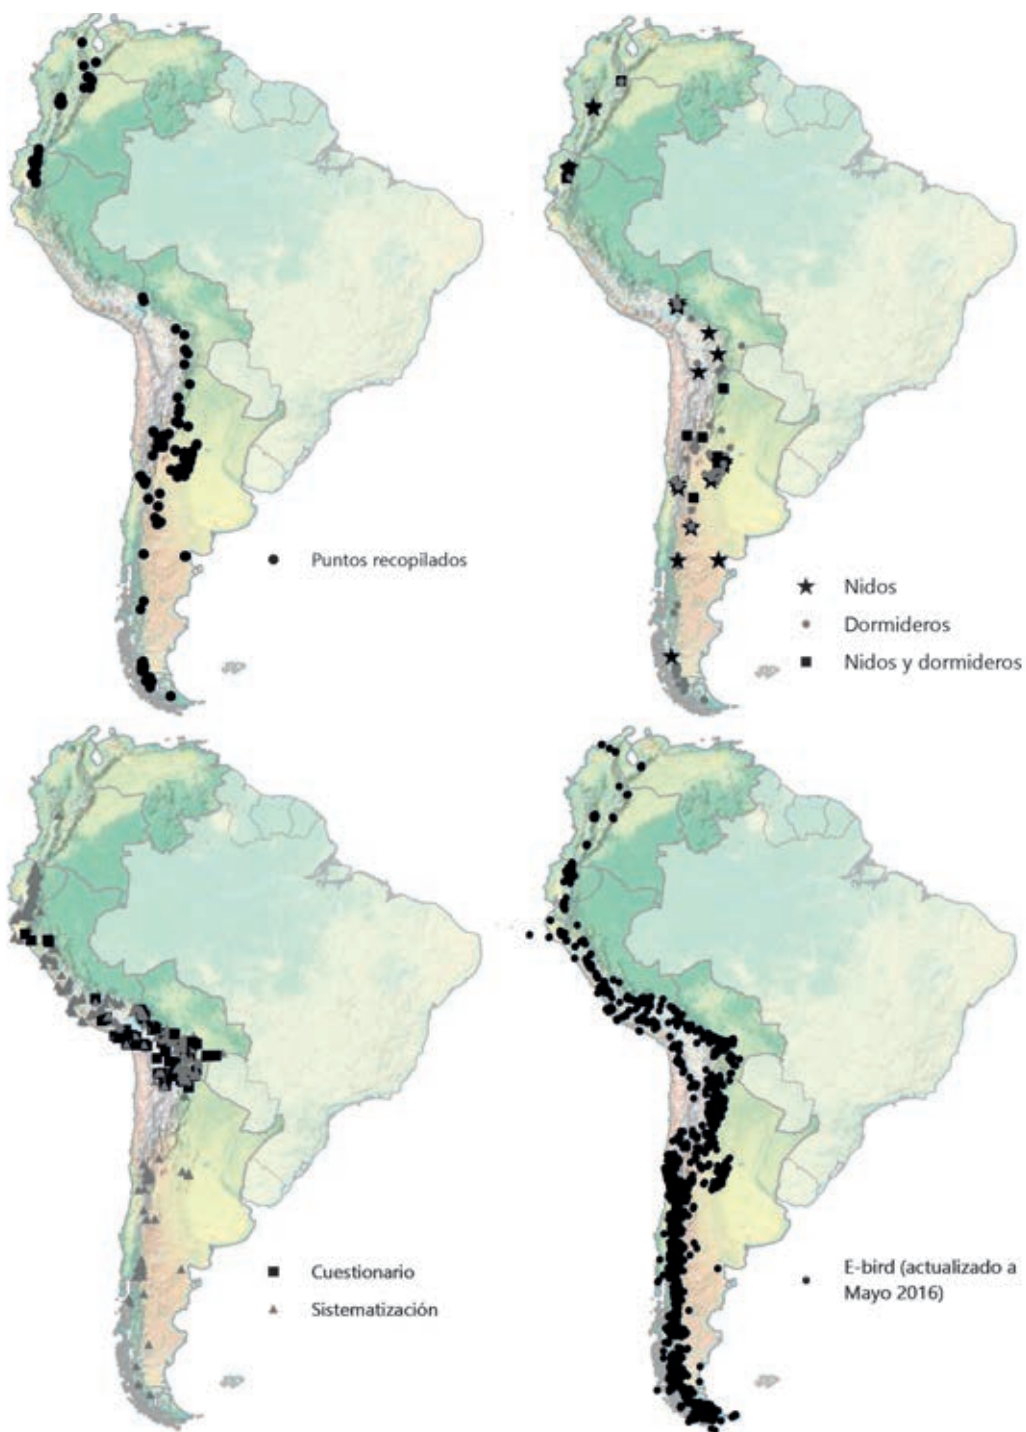 Puntos recopilados
Nidos
Dormideros
Nidos y dormideros
Cuestionario
Sistematización
E-bird (actualizado a
Mayo 2016)